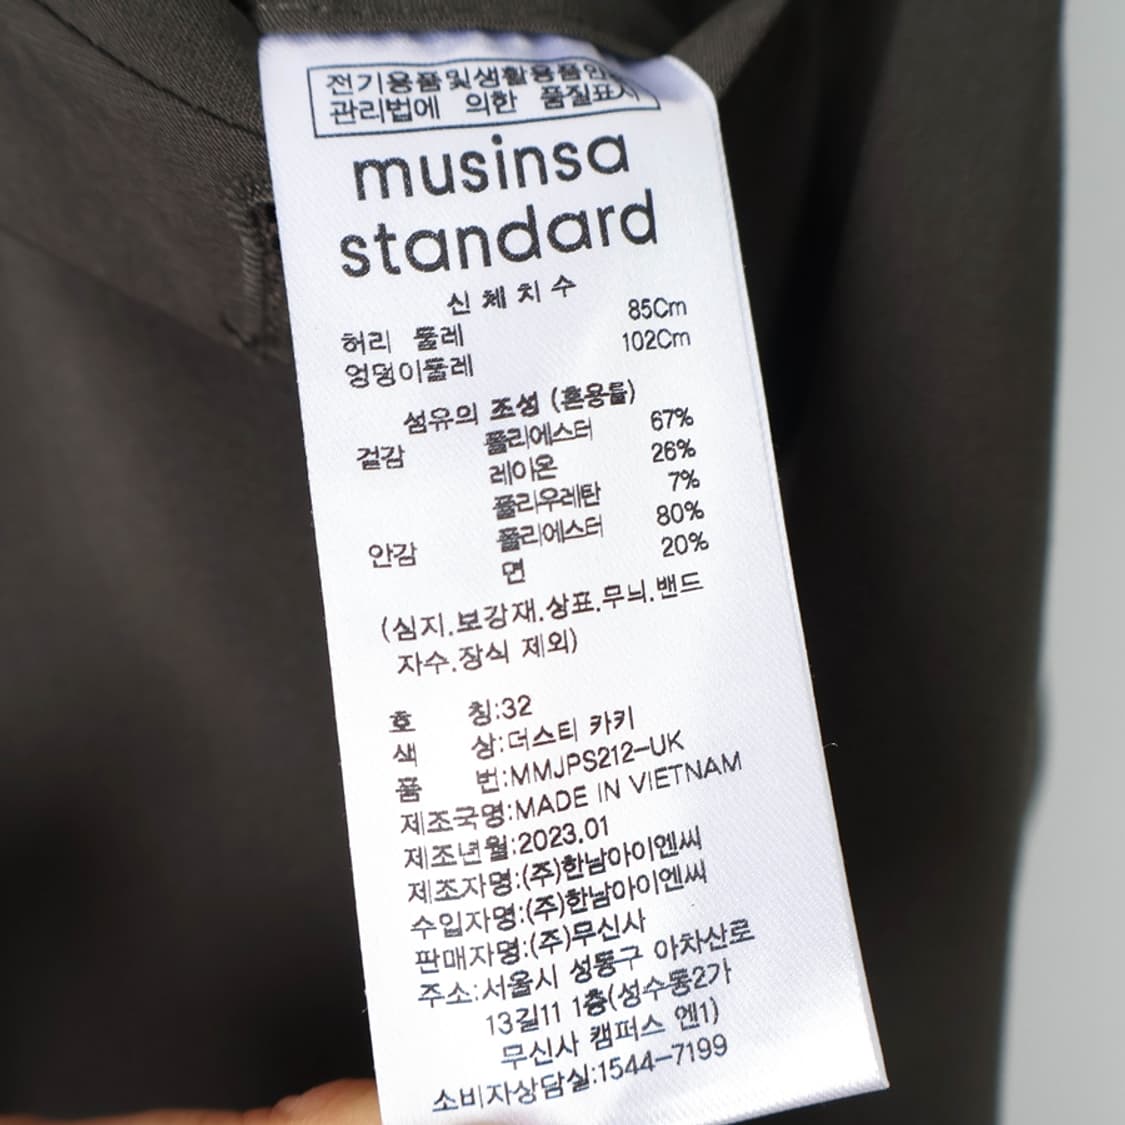 전기용품및생활용품안
관리법에 의한 품질표시
musinsa
standard
신체치수
허리 둘레 85Cm
엉덩이둘레 102Cm
섬유의 조성 (혼용률)
겉감 폴리에스터 67%
레이온 26%
폴리우레탄 7%
안감 폴리에스터 80%
면 20%
(심지.보강재.상표.무늬.밴드
자수.장식 제외)
호 칭:32
색 상:더스티 카키
품 번:MMJPS212-UK
제조국명:MADE IN VIETNAM
제조년월:2023.01
제조자명:(주)한남아이엔씨
수입자명:(주)한남아이엔씨
판매자명:(주)무신사
주소:서울시 성동구 아차산로
13길11 1층(성수동2가
무신사 캠퍼스 엔1)
소비자상담실:1544-7199